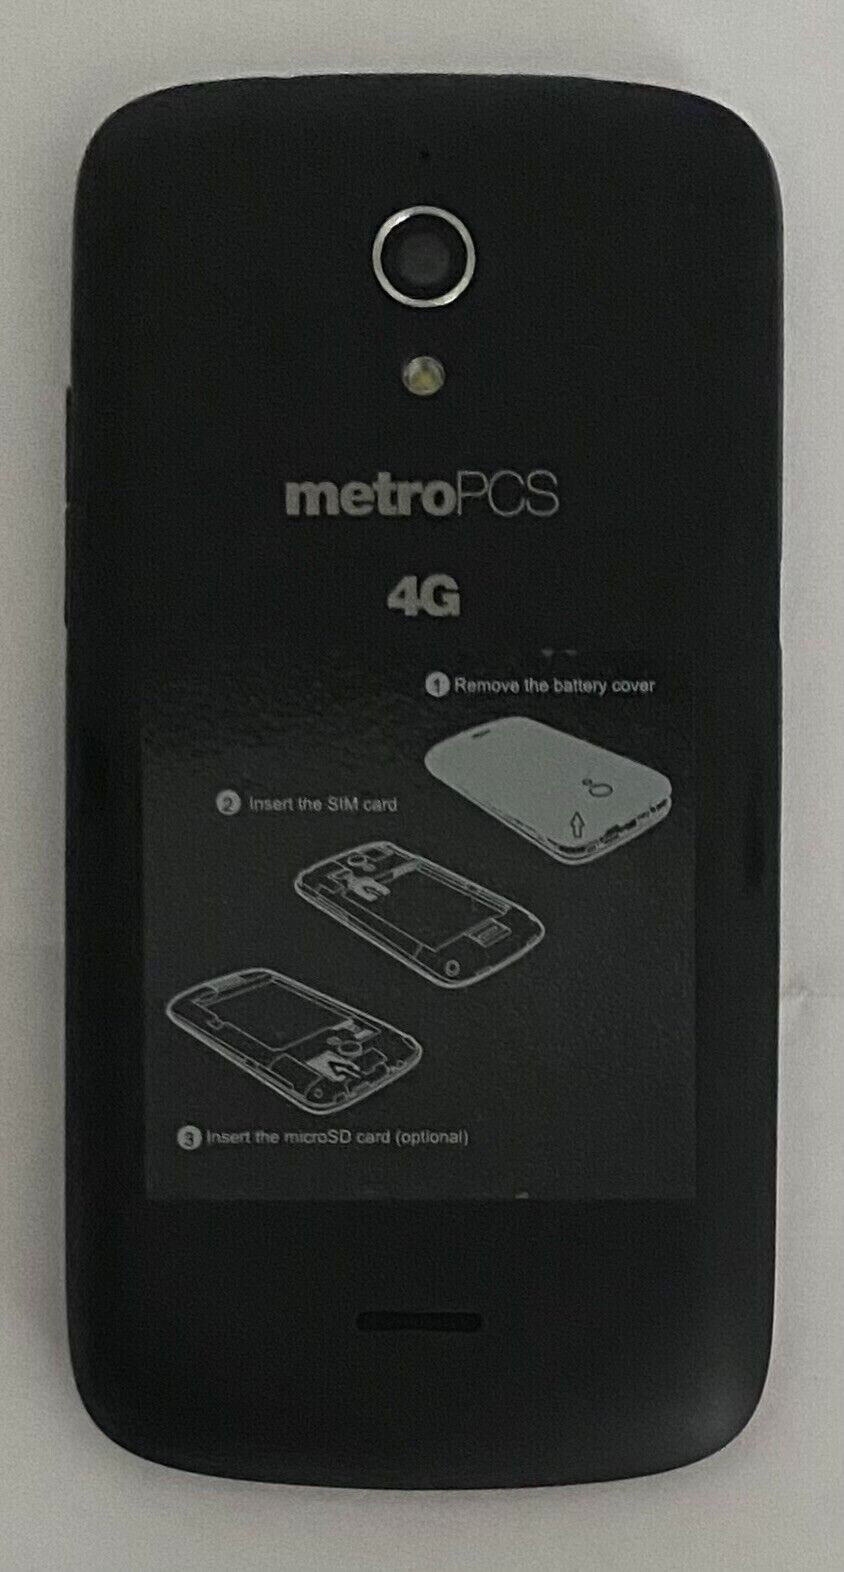 metroPCS
4G
1 Remove the battery cover
2 Insert the SIM card
3 Insert the microSD card (optional)